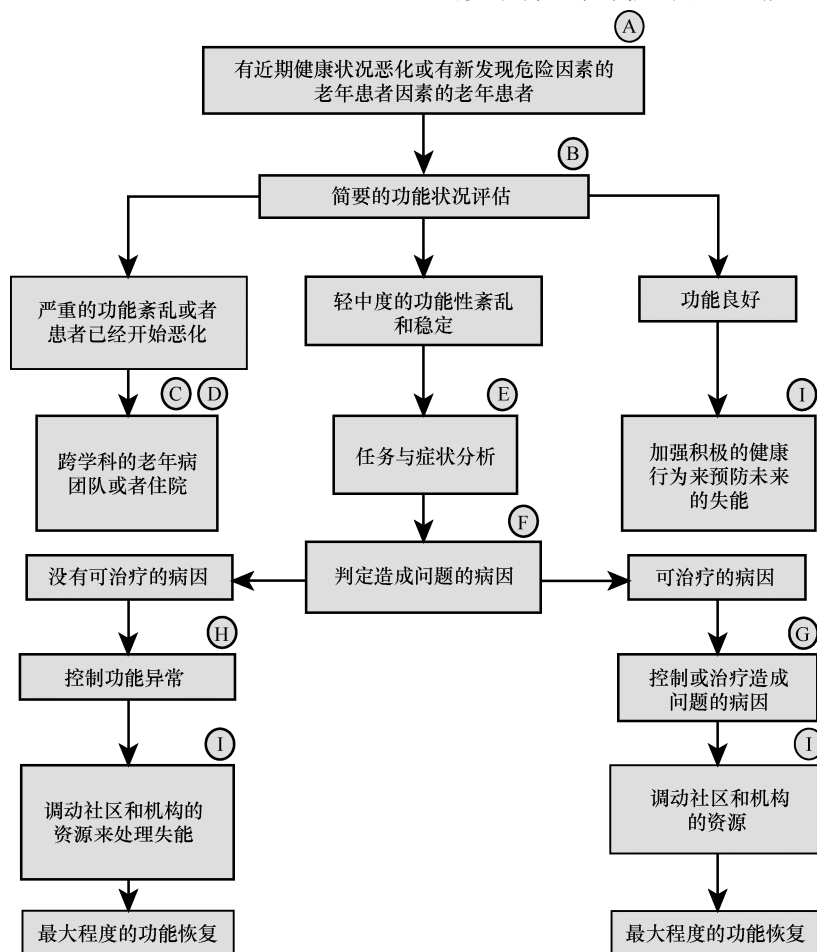 A
有近期健康状况恶化或有新发现危险因素的
老年患者因素的老年患者
B
简要的功能状况评估
严重的功能紊乱或者
患者已经开始恶化
轻中度的功能性紊乱
和稳定
功能良好
C
D
E
I
跨学科的老年病
团队或者住院
任务与症状分析
加强积极的健康
行为来预防未来
的失能
F
没有可治疗的病因
判定造成问题的病因
可治疗的病因
H
G
控制功能异常
控制或治疗造成
问题的病因
I
I
调动社区和机构的
资源来处理失能
调动社区和机构
的资源
最大程度的功能恢复
最大程度的功能恢复